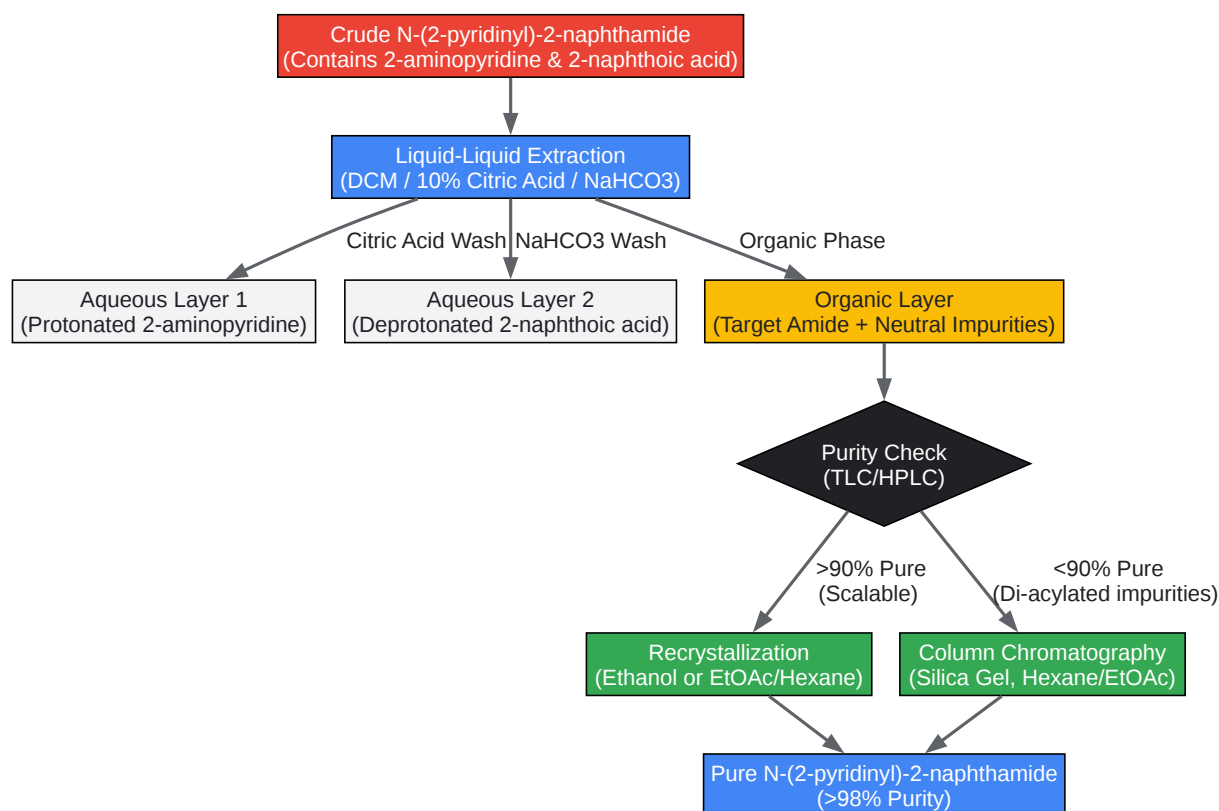 Crude N-(2-pyridinyl)-2-naphthamide
(Contains 2-aminopyridine & 2-naphthoic acid)
Liquid-Liquid Extraction
(DCM / 10% Citric Acid / NaHCO3)
Citric Acid Wash
NaHCO3 Wash
Organic Phase
Aqueous Layer 1
(Protonated 2-aminopyridine)
Aqueous Layer 2
(Deprotonated 2-naphthoic acid)
Organic Layer
(Target Amide + Neutral Impurities)
Purity Check
(TLC/HPLC)
>90% Pure
(Scalable)
<90% Pure
(Di-acylated impurities)
Recrystallization
(Ethanol or EtOAc/Hexane)
Column Chromatography
(Silica Gel, Hexane/EtOAc)
Pure N-(2-pyridinyl)-2-naphthamide
(>98% Purity)